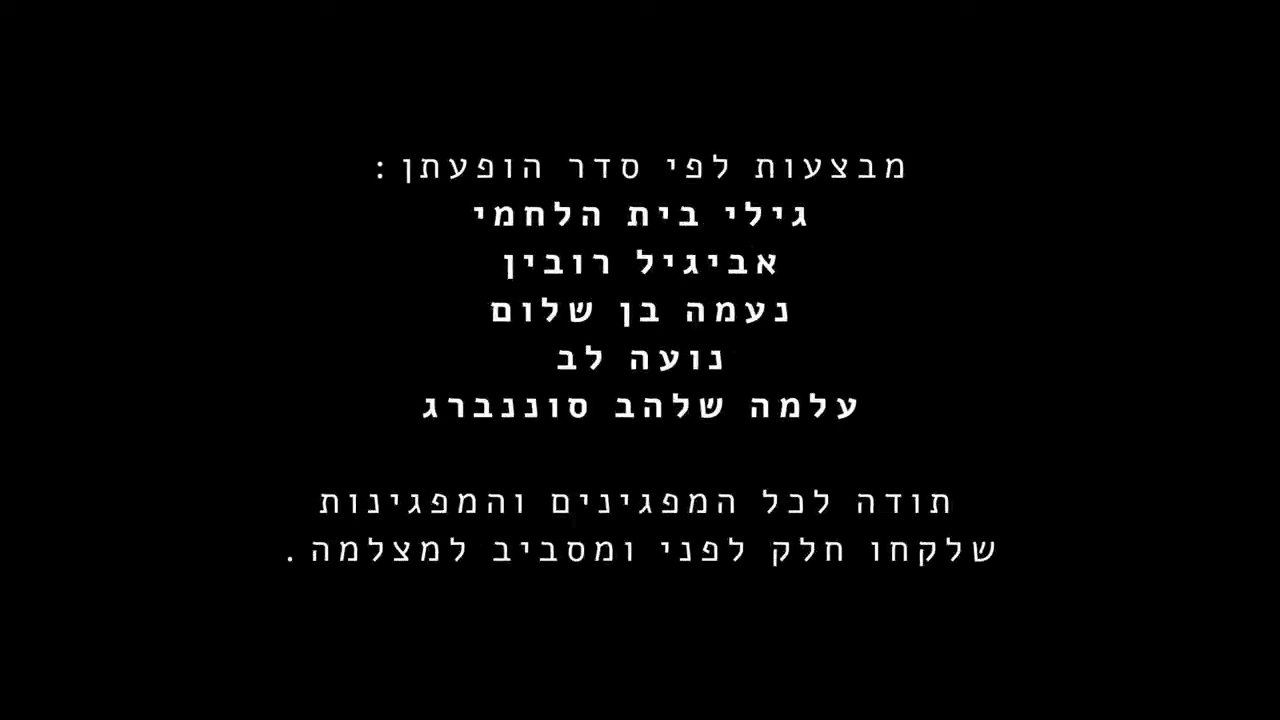 מבצעות לפי סדר הופעתן:
גילי בית הלחמי
אביגיל רובין
נעמה בן שלום
נועה לב
עלמה שלהב סוננברג
תודה לכל המפגינים והמפגינות
שלקחו חלק לפני ומסביב למצלמה.